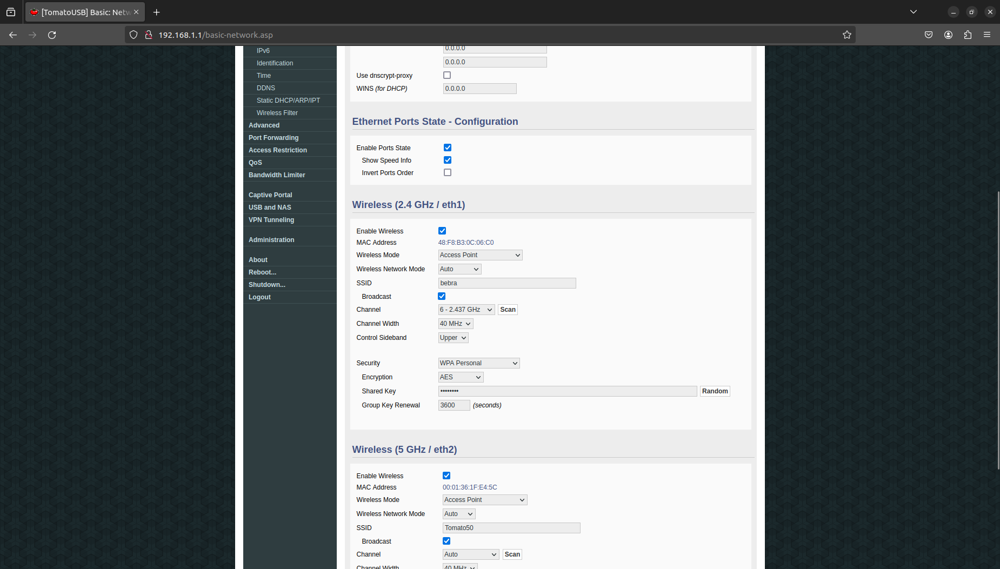 [TomatoUSB] Basic: Netw
192.168.1.1/basic-network.asp
IPv6
Identification
Time
DDNS
Static DHCP/ARP/IPT
Wireless Filter
Advanced
Port Forwarding
Access Restriction
QoS
Bandwidth Limiter
Captive Portal
USB and NAS
VPN Tunneling
Administration
About
Reboot...
Shutdown...
Logout
0.0.0.0
0.0.0.0
Use dnscrypt-proxy
WINS (for DHCP) 0.0.0.0
Ethernet Ports State - Configuration
Enable Ports State
Show Speed Info
Invert Ports Order
Wireless (2.4 GHz / eth1)
Enable Wireless
MAC Address 48:F8:B3:0C:06:C0
Wireless Mode Access Point
Wireless Network Mode Auto
SSID bebra
Broadcast
Channel 6 - 2.437 GHz Scan
Channel Width 40 MHz
Control Sideband Upper
Security WPA Personal
Encryption AES
Shared Key •••••••• Random
Group Key Renewal 3600 (seconds)
Wireless (5 GHz / eth2)
Enable Wireless
MAC Address 00:01:36:1F:E4:5C
Wireless Mode Access Point
Wireless Network Mode Auto
SSID Tomato50
Broadcast
Channel Auto Scan
Channel Width 40 MHz